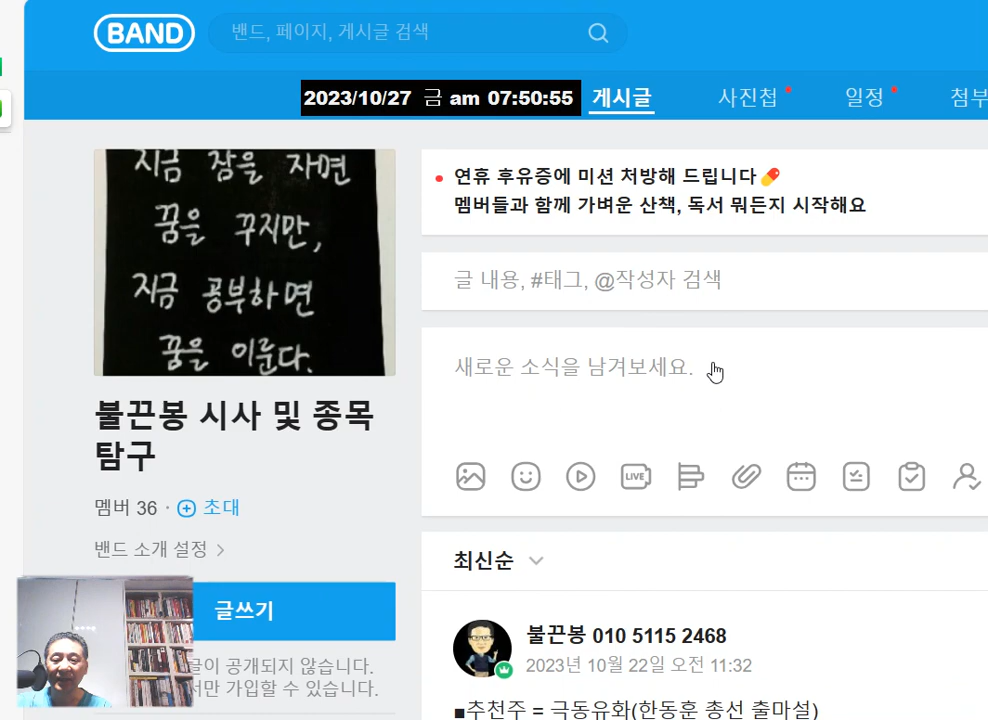 BAND
밴드, 페이지, 게시글 검색
2023/10/27 금 am 07:50:55
게시글
사진첩
일정
첨부
지금 잠을 자면
꿈을 꾸지만,
지금 공부하면
꿈을 이룬다.
연휴 후유증에 미션 처방해 드립니다
멤버들과 함께 가벼운 산책, 독서 뭐든지 시작해요
글 내용, #태그, @작성자 검색
새로운 소식을 남겨보세요.
LIVE
불끈봉 시사 및 종목
탐구
멤버 36 · 초대
밴드 소개 설정
글쓰기
글이 공개되지 않습니다.
서만 가입할 수 있습니다.
최신순
불끈봉 010 5115 2468
2023년 10월 22일 오전 11:32
■추천주 = 극동유화(한동훈 총선 출마설)